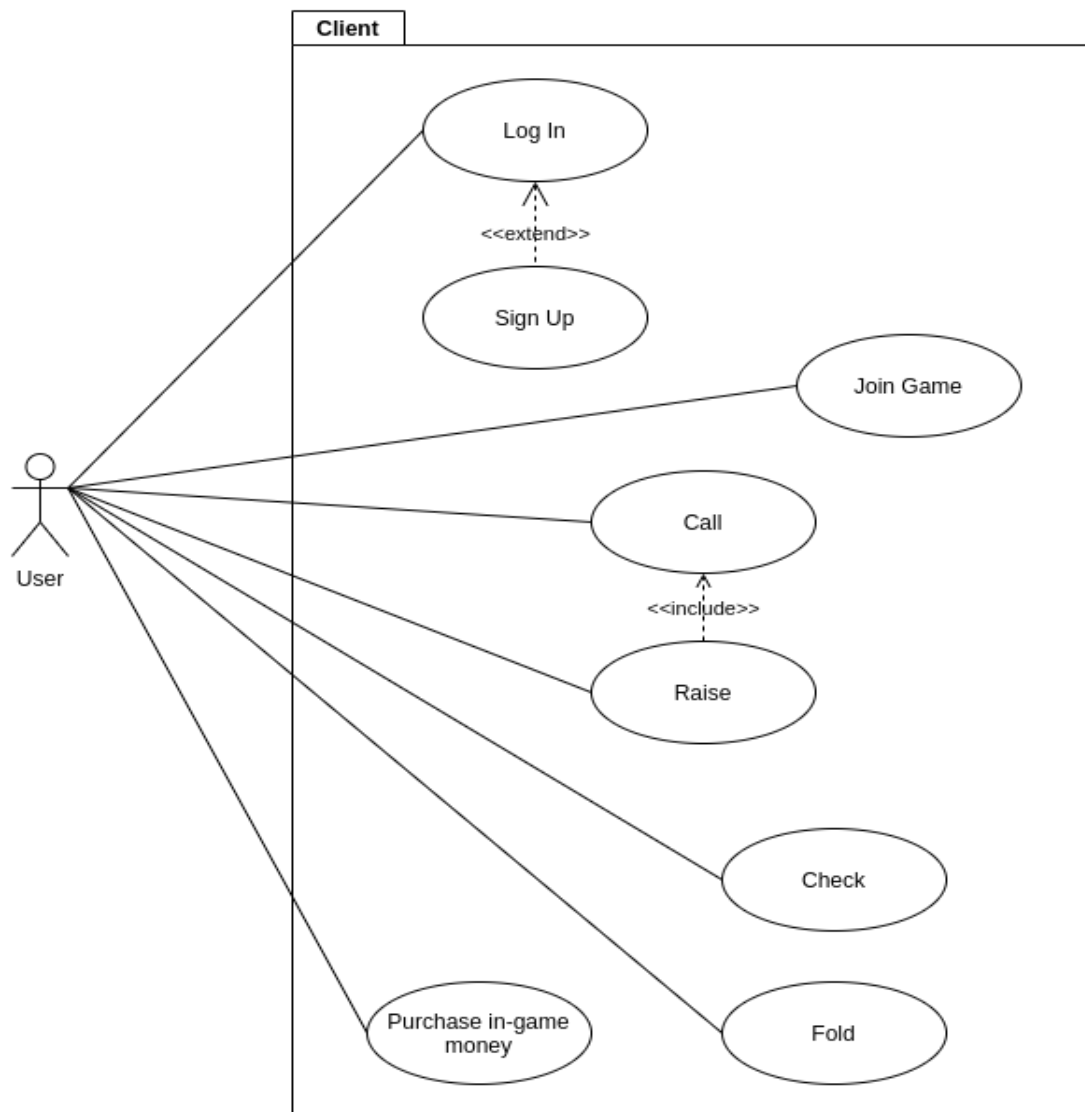 Client
Log In
<<extend>>
Sign Up
Join Game
Call
User
<<include>>
Raise
Check
Purchase in-game
money
Fold